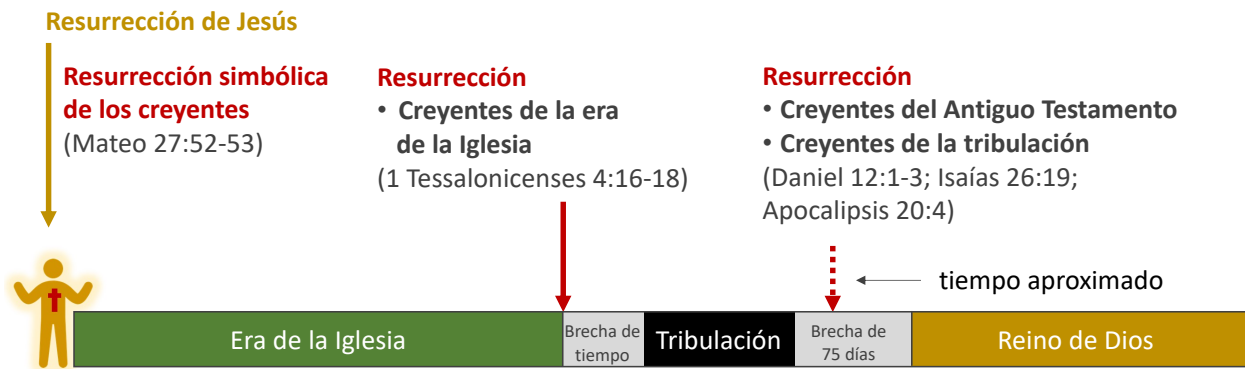 Resurrección de Jesús
Resurrección simbólica
de los creyentes
(Mateo 27:52-53)
Resurrección
• Creyentes de la era
de la Iglesia
(1 Tessalonicenses 4:16-18)
Resurrección
• Creyentes del Antiguo Testamento
• Creyentes de la tribulación
(Daniel 12:1-3; Isaías 26:19;
Apocalipsis 20:4)
tiempo aproximado
Era de la Iglesia
Brecha de
tiempo
Tribulación
Brecha de
75 días
Reino de Dios